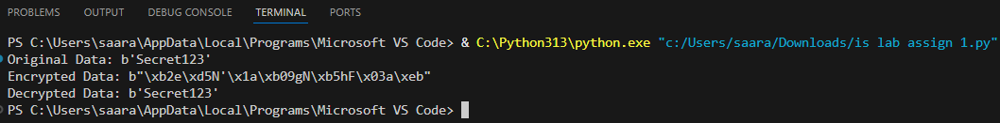 PROBLEMS OUTPUT DEBUG CONSOLE TERMINAL PORTS
PS C:\Users\saara\AppData\Local\Programs\Microsoft VS Code> & C:\Python313\python.exe "c:/Users/saara/Downloads/is lab assign 1.py"
Original Data: b'Secret123'
Encrypted Data: b"\xb2e\xd5N'\x1a\xb09gN\xb5hF\x03a\xeb"
Decrypted Data: b'Secret123'
PS C:\Users\saara\AppData\Local\Programs\Microsoft VS Code>